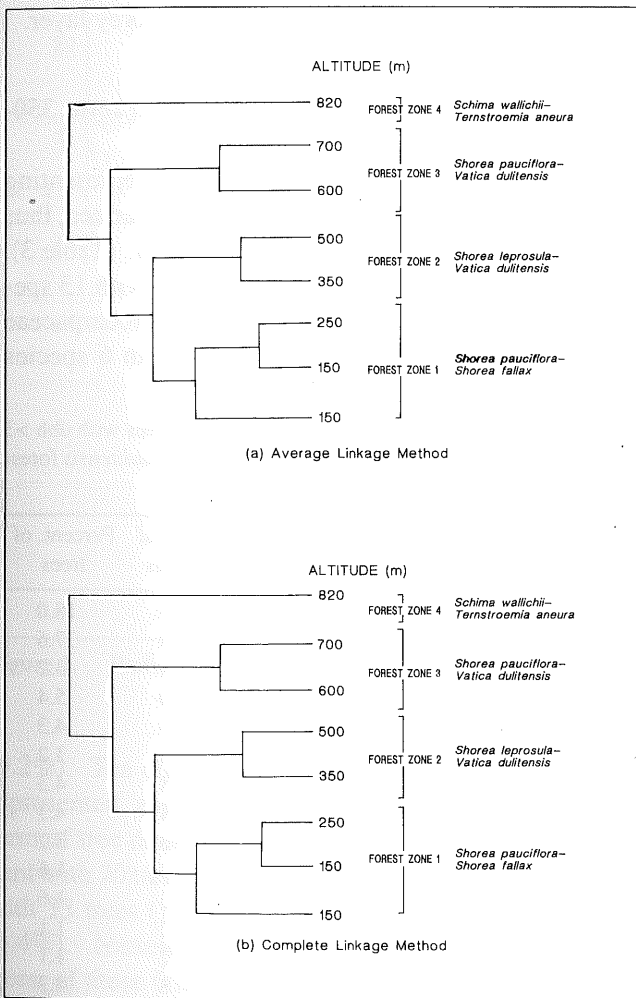 ALTITUDE (m)
820 FOREST ZONE 4 Schima wallichii–
Ternstroemia aneura
700
FOREST ZONE 3 Shorea pauciflora–
Vatica dulitensis
600
500
FOREST ZONE 2 Shorea leprosula–
Vatica dulitensis
350
250
150 FOREST ZONE 1 Shorea pauciflora–
Shorea fallax
150
(a) Average Linkage Method
ALTITUDE (m)
820 FOREST ZONE 4 Schima wallichii–
Ternstroemia aneura
700
FOREST ZONE 3 Shorea pauciflora–
Vatica dulitensis
600
500
FOREST ZONE 2 Shorea leprosula–
Vatica dulitensis
350
250
150 FOREST ZONE 1 Shorea pauciflora–
Shorea fallax
150
(b) Complete Linkage Method